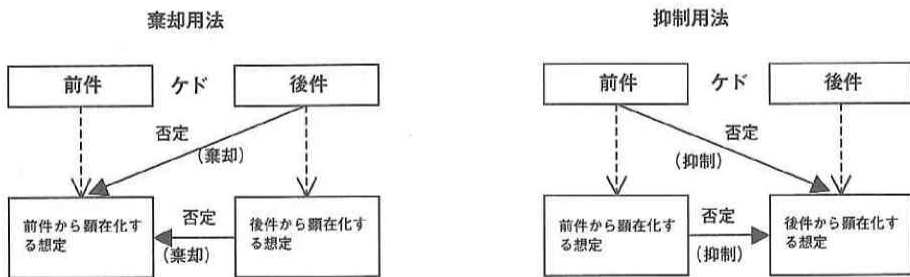 棄却用法
前件 ケド 後件
否定
(棄却)
前件から顕在化す
る想定
否定
(棄却)
後件から顕在化す
る想定
抑制用法
前件 ケド 後件
否定
(抑制)
前件から顕在化す
る想定
否定
(抑制)
後件から顕在化す
る想定